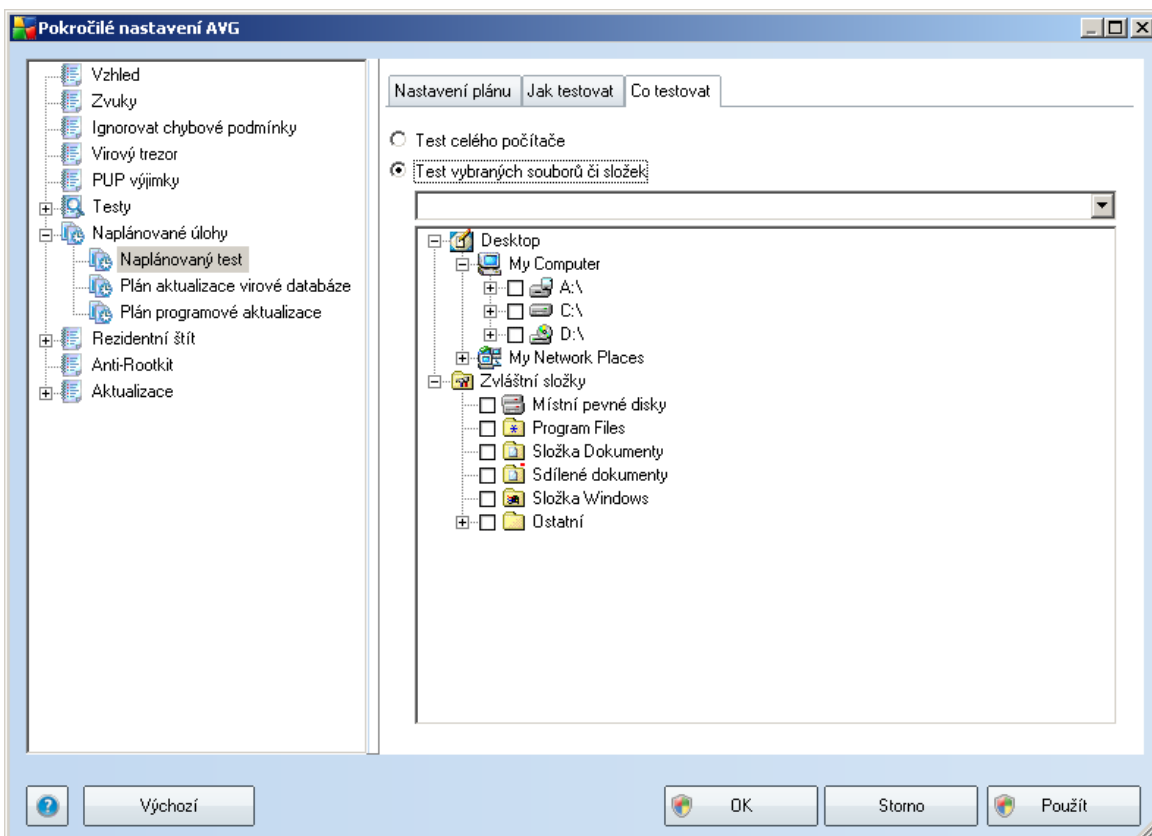 Pokročilé nastavení AVG
Vzhled
Zvuky
Ignorovat chybové podmínky
Virový trezor
PUP výjimky
Testy
Naplánované úlohy
Naplánovaný test
Plán aktualizace virové databáze
Plán programové aktualizace
Rezidentní štít
Anti-Rootkit
Aktualizace
Nastavení plánu Jak testovat Co testovat
Test celého počítače
Test vybraných souborů či složek
Desktop
My Computer
A:\
C:\
D:\
My Network Places
Zvláštní složky
Místní pevné disky
Program Files
Složka Dokumenty
Sdílené dokumenty
Složka Windows
Ostatní
? Výchozí OK Storno Použít